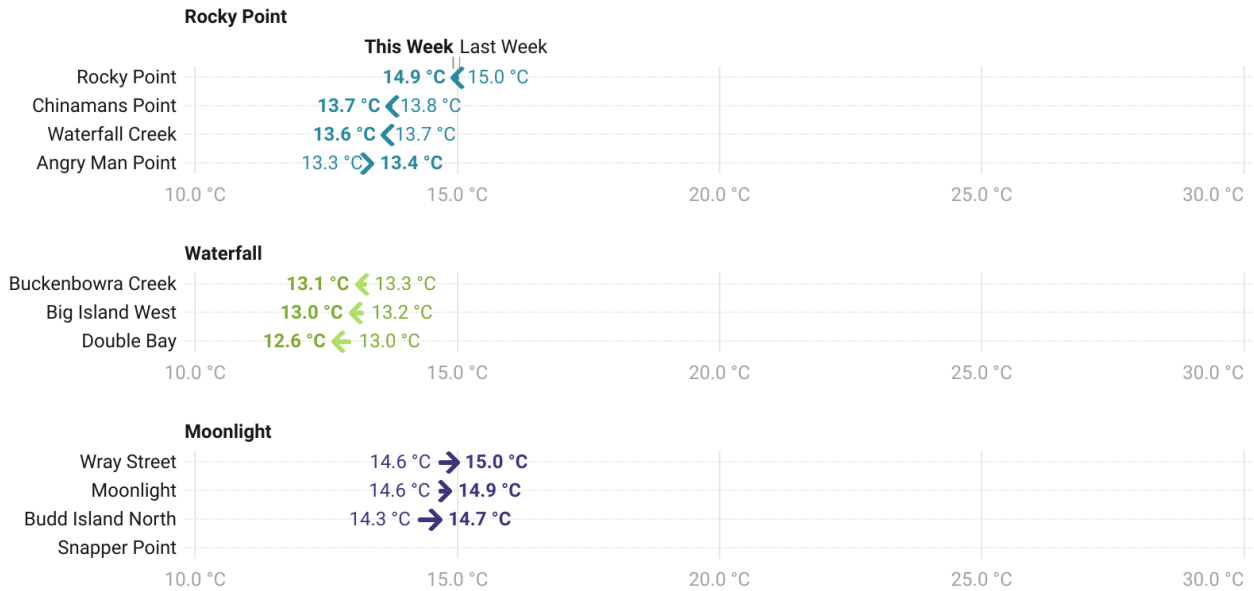 Rocky Point
This Week Last Week
Rocky Point 14.9 °C 15.0 °C
Chinamans Point 13.7 °C 13.8 °C
Waterfall Creek 13.6 °C 13.7 °C
Angry Man Point 13.3 °C 13.4 °C
10.0 °C 15.0 °C 20.0 °C 25.0 °C 30.0 °C
Waterfall
Buckenbowra Creek 13.1 °C 13.3 °C
Big Island West 13.0 °C 13.2 °C
Double Bay 12.6 °C 13.0 °C
10.0 °C 15.0 °C 20.0 °C 25.0 °C 30.0 °C
Moonlight
Wray Street 14.6 °C 15.0 °C
Moonlight 14.6 °C 14.9 °C
Budd Island North 14.3 °C 14.7 °C
Snapper Point
10.0 °C 15.0 °C 20.0 °C 25.0 °C 30.0 °C